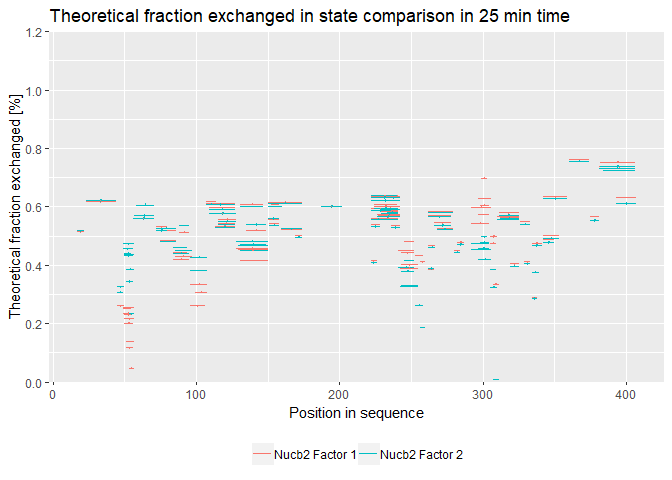 Theoretical fraction exchanged in state comparison in 25 min time
Theoretical fraction exchanged [%]
1.2
1.0
0.8
0.6
0.4
0.2
0.0
0 100 200 300 400
Position in sequence
Nucb2 Factor 1 Nucb2 Factor 2